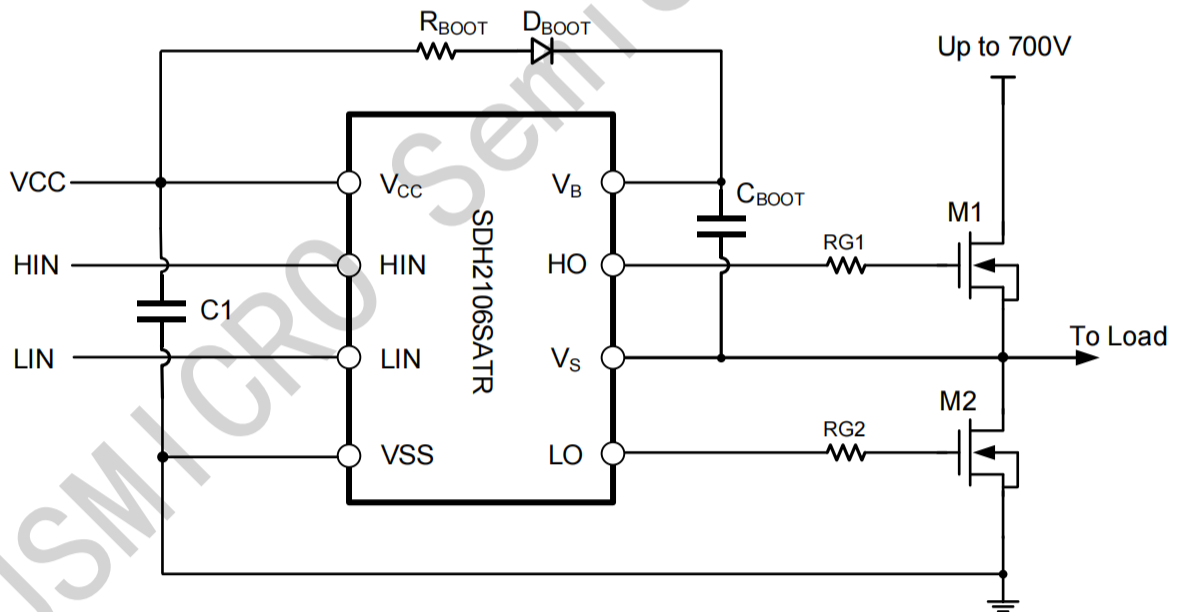 RBOOT DBOOT
Up to 700V
VCC
VCC
VB
CBOOT
M1
RG1
HIN
HIN
HO
SDH2106SATR
C1
LIN
LIN
VS
To Load
M2
RG2
VSS
LO